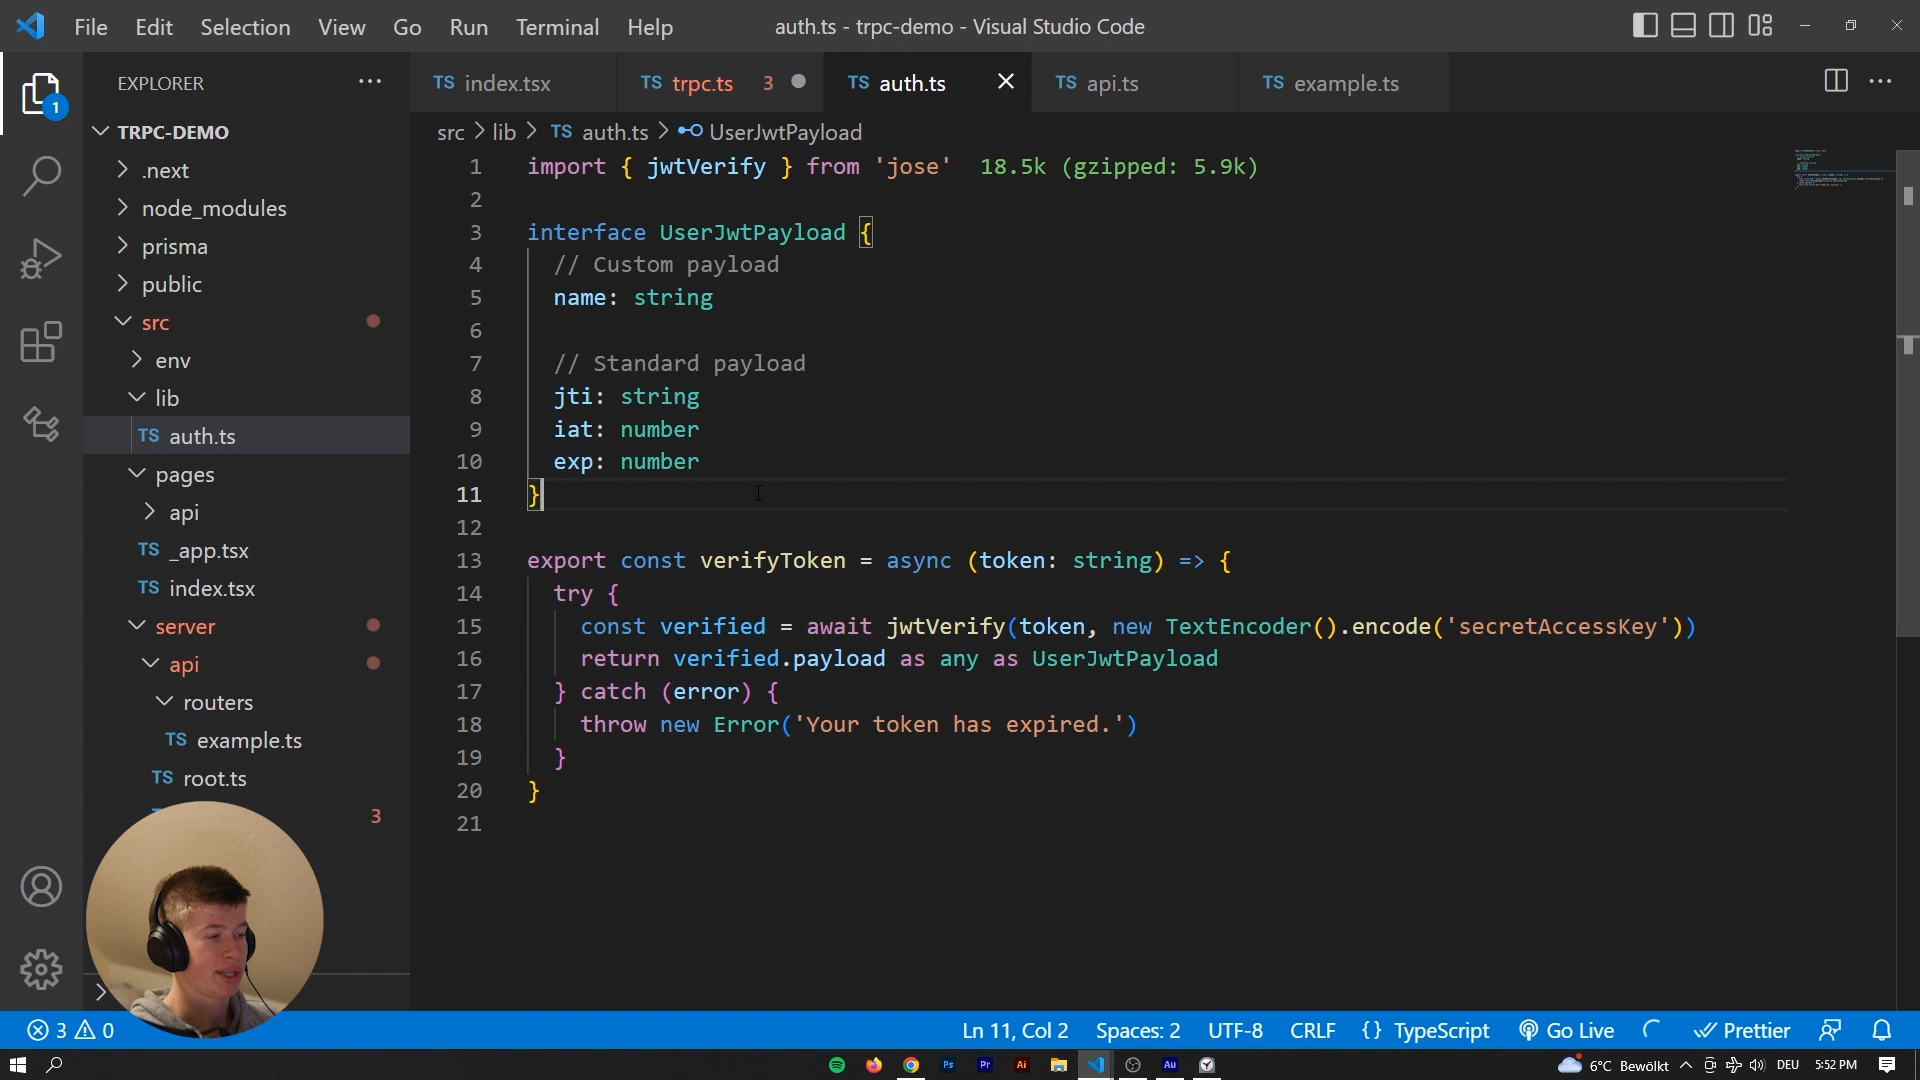 File Edit Selection View Go Run Terminal Help
auth.ts - trpc-demo - Visual Studio Code
EXPLORER
TS index.tsx
TS trpc.ts 3
TS auth.ts
TS api.ts
TS example.ts
1
TRPC-DEMO
.next
node_modules
prisma
public
src
env
lib
TS auth.ts
pages
api
TS _app.tsx
TS index.tsx
server
api
routers
TS example.ts
TS root.ts
3
src > lib > TS auth.ts > UserJwtPayload
1 import { jwtVerify } from 'jose' 18.5k (gzipped: 5.9k)
2
3 interface UserJwtPayload {
4 // Custom payload
5 name: string
6
7 // Standard payload
8 jti: string
9 iat: number
10 exp: number
11 }
12
13 export const verifyToken = async (token: string) => {
14 try {
15 const verified = await jwtVerify(token, new TextEncoder().encode('secretAccessKey'))
16 return verified.payload as any as UserJwtPayload
17 } catch (error) {
18 throw new Error('Your token has expired.')
19 }
20 }
21
3 0
Ln 11, Col 2
Spaces: 2
UTF-8
CRLF
{ } TypeScript
Go Live
Prettier
Ps
Pr
Ai
Au
6°C Bewölkt
DEU
5:52 PM